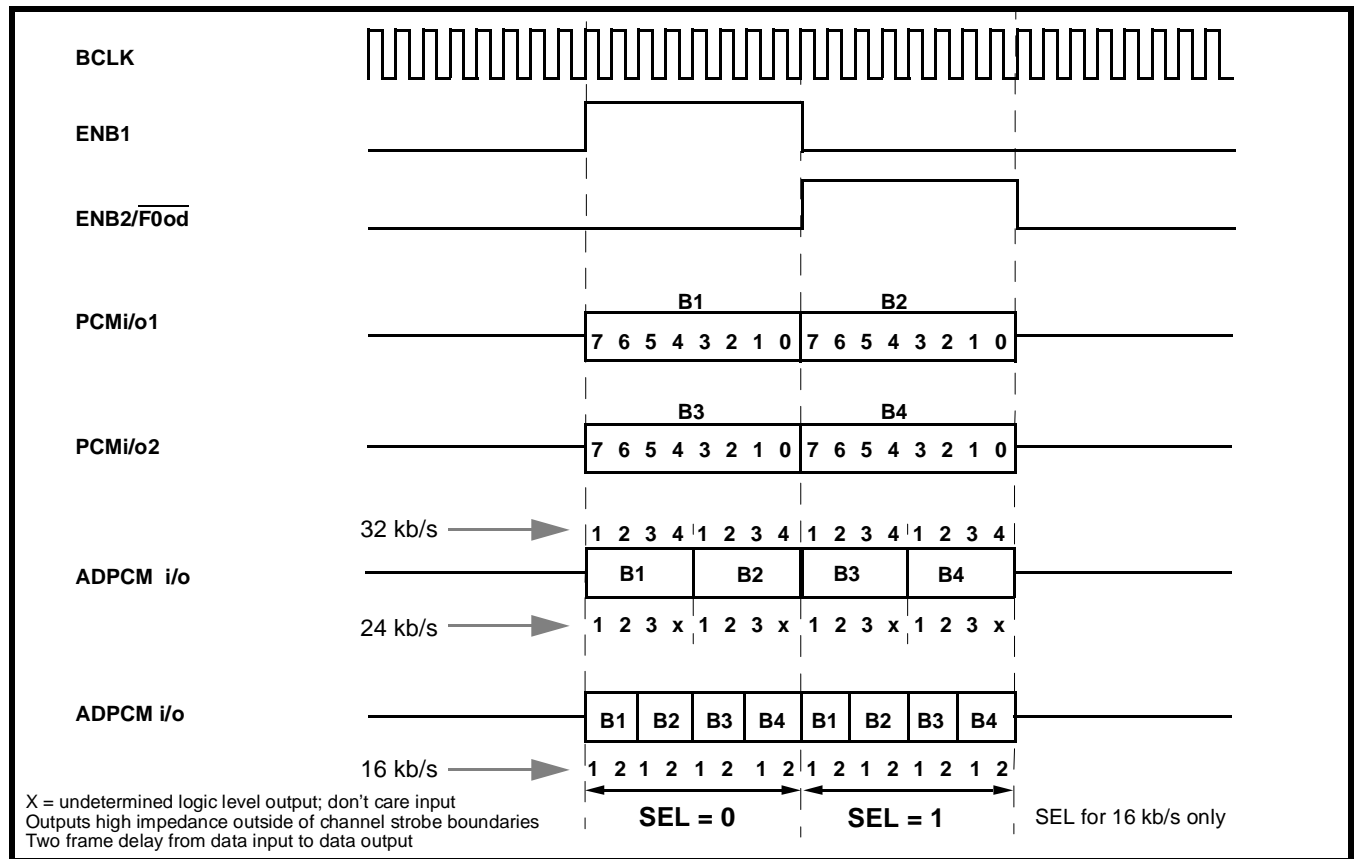 BCLK
ENB1
ENB2/F0od
B1 B2
PCMi/o1
7 6 5 4 3 2 1 0 7 6 5 4 3 2 1 0
B3 B4
PCMi/o2
7 6 5 4 3 2 1 0 7 6 5 4 3 2 1 0
32 kb/s 1 2 3 4 1 2 3 4 1 2 3 4 1 2 3 4
ADPCM i/o B1 B2 B3 B4
24 kb/s 1 2 3 x 1 2 3 x 1 2 3 x 1 2 3 x
ADPCM i/o B1 B2 B3 B4 B1 B2 B3 B4
16 kb/s 1 2 1 2 1 2 1 2 1 2 1 2 1 2 1 2
X = undetermined logic level output; don't care input
Outputs high impedance outside of channel strobe boundaries
Two frame delay from data input to data output
SEL = 0 SEL = 1 SEL for 16 kb/s only